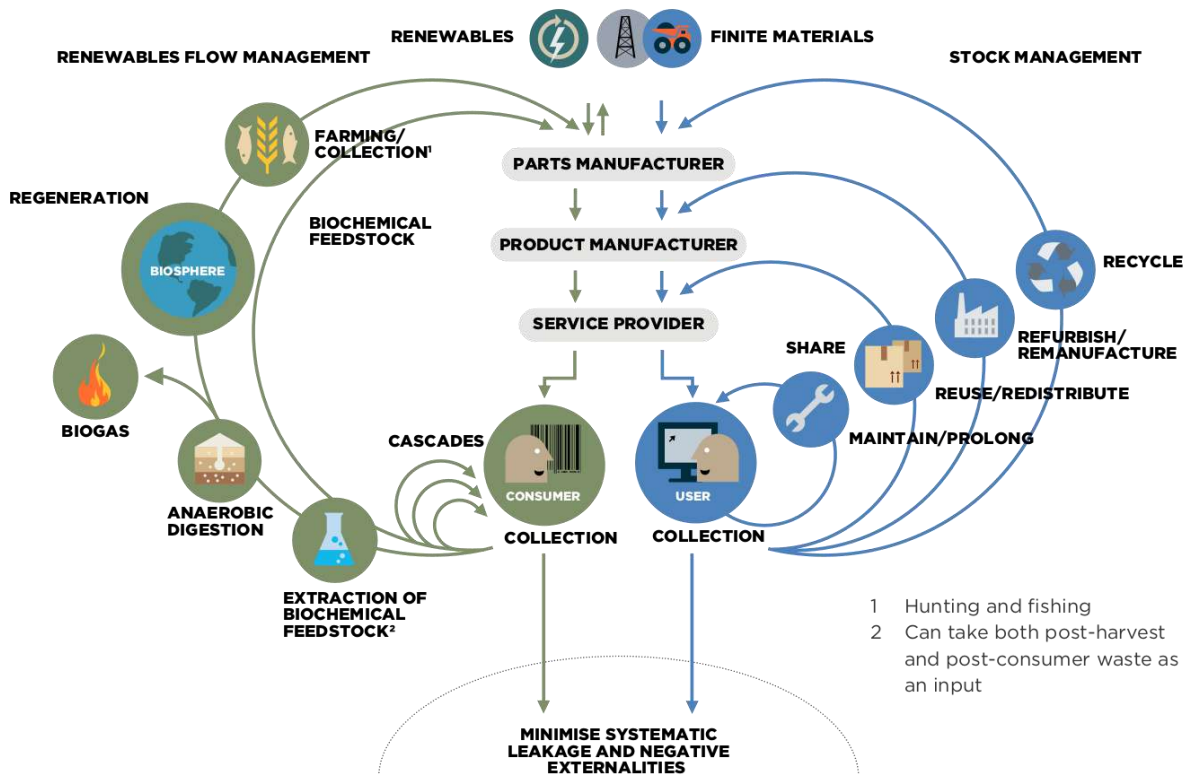 RENEWABLES
FINITE MATERIALS
RENEWABLES FLOW MANAGEMENT
STOCK MANAGEMENT
FARMING/
COLLECTION¹
PARTS MANUFACTURER
REGENERATION
BIOCHEMICAL
FEEDSTOCK
PRODUCT MANUFACTURER
BIOSPHERE
RECYCLE
SERVICE PROVIDER
SHARE
REFURBISH/
REMANUFACTURE
REUSE/REDISTRIBUTE
BIOGAS
CASCADES
MAINTAIN/PROLONG
CONSUMER
USER
ANAEROBIC
DIGESTION
COLLECTION
COLLECTION
EXTRACTION OF
BIOCHEMICAL
FEEDSTOCK²
1 Hunting and fishing
2 Can take both post-harvest
and post-consumer waste as
an input
MINIMISE SYSTEMATIC
LEAKAGE AND NEGATIVE
EXTERNALITIES